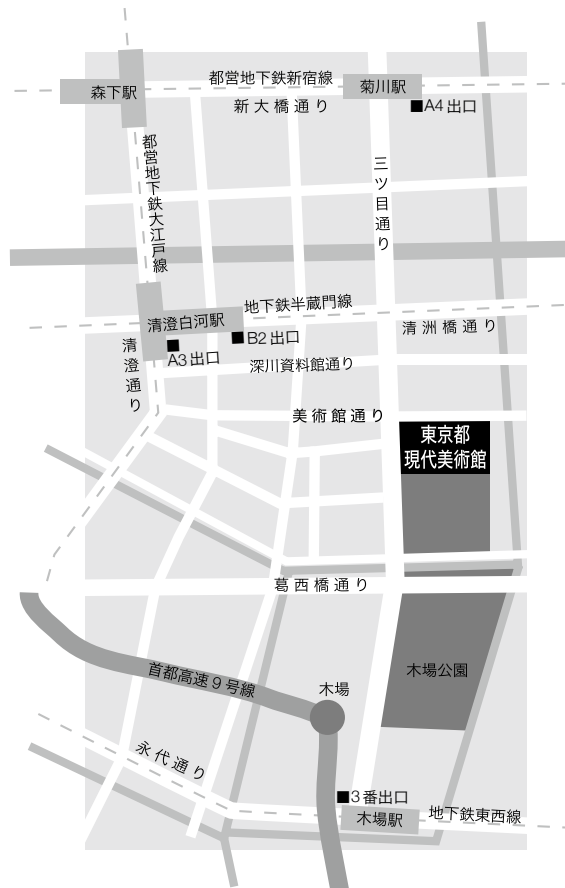 都営地下鉄新宿線
森下駅
菊川駅
新大橋通り
■A4出口
都営地下鉄大江戸線
三ツ目通り
地下鉄半蔵門線
清澄白河駅
清洲橋通り
■B2出口
清澄通り
■
A3出口
深川資料館通り
美術館通り
東京都
現代美術館
葛西橋通り
木場公園
首都高速9号線
木場
永代通り
■3番出口
木場駅
地下鉄東西線